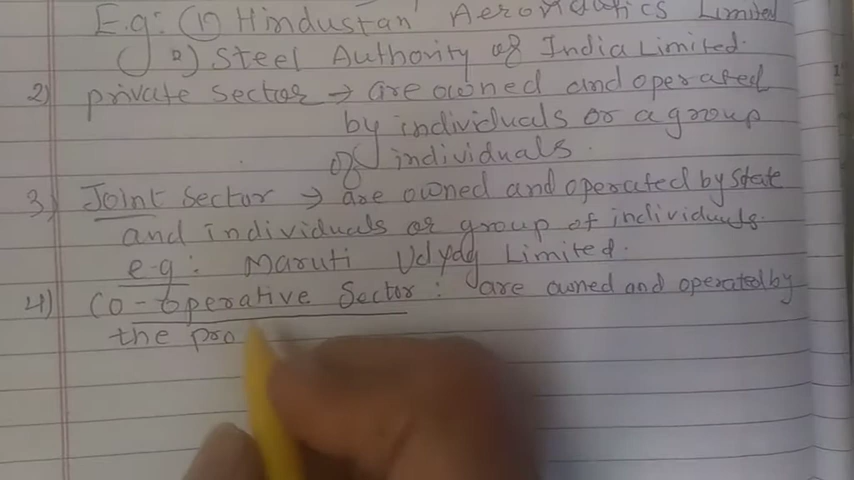 E.g: (1) Hindustan Aeronautics Limited
(2) Steel Authority of India Limited.
2) private sector → are owned and operated
by individuals or a group
of individuals.
3) Joint Sector → are owned and operated by state
and individuals or group of individuals.
e.g: Maruti Udyog Limited.
4) Co-operative Sector: are owned and operated by
the pro